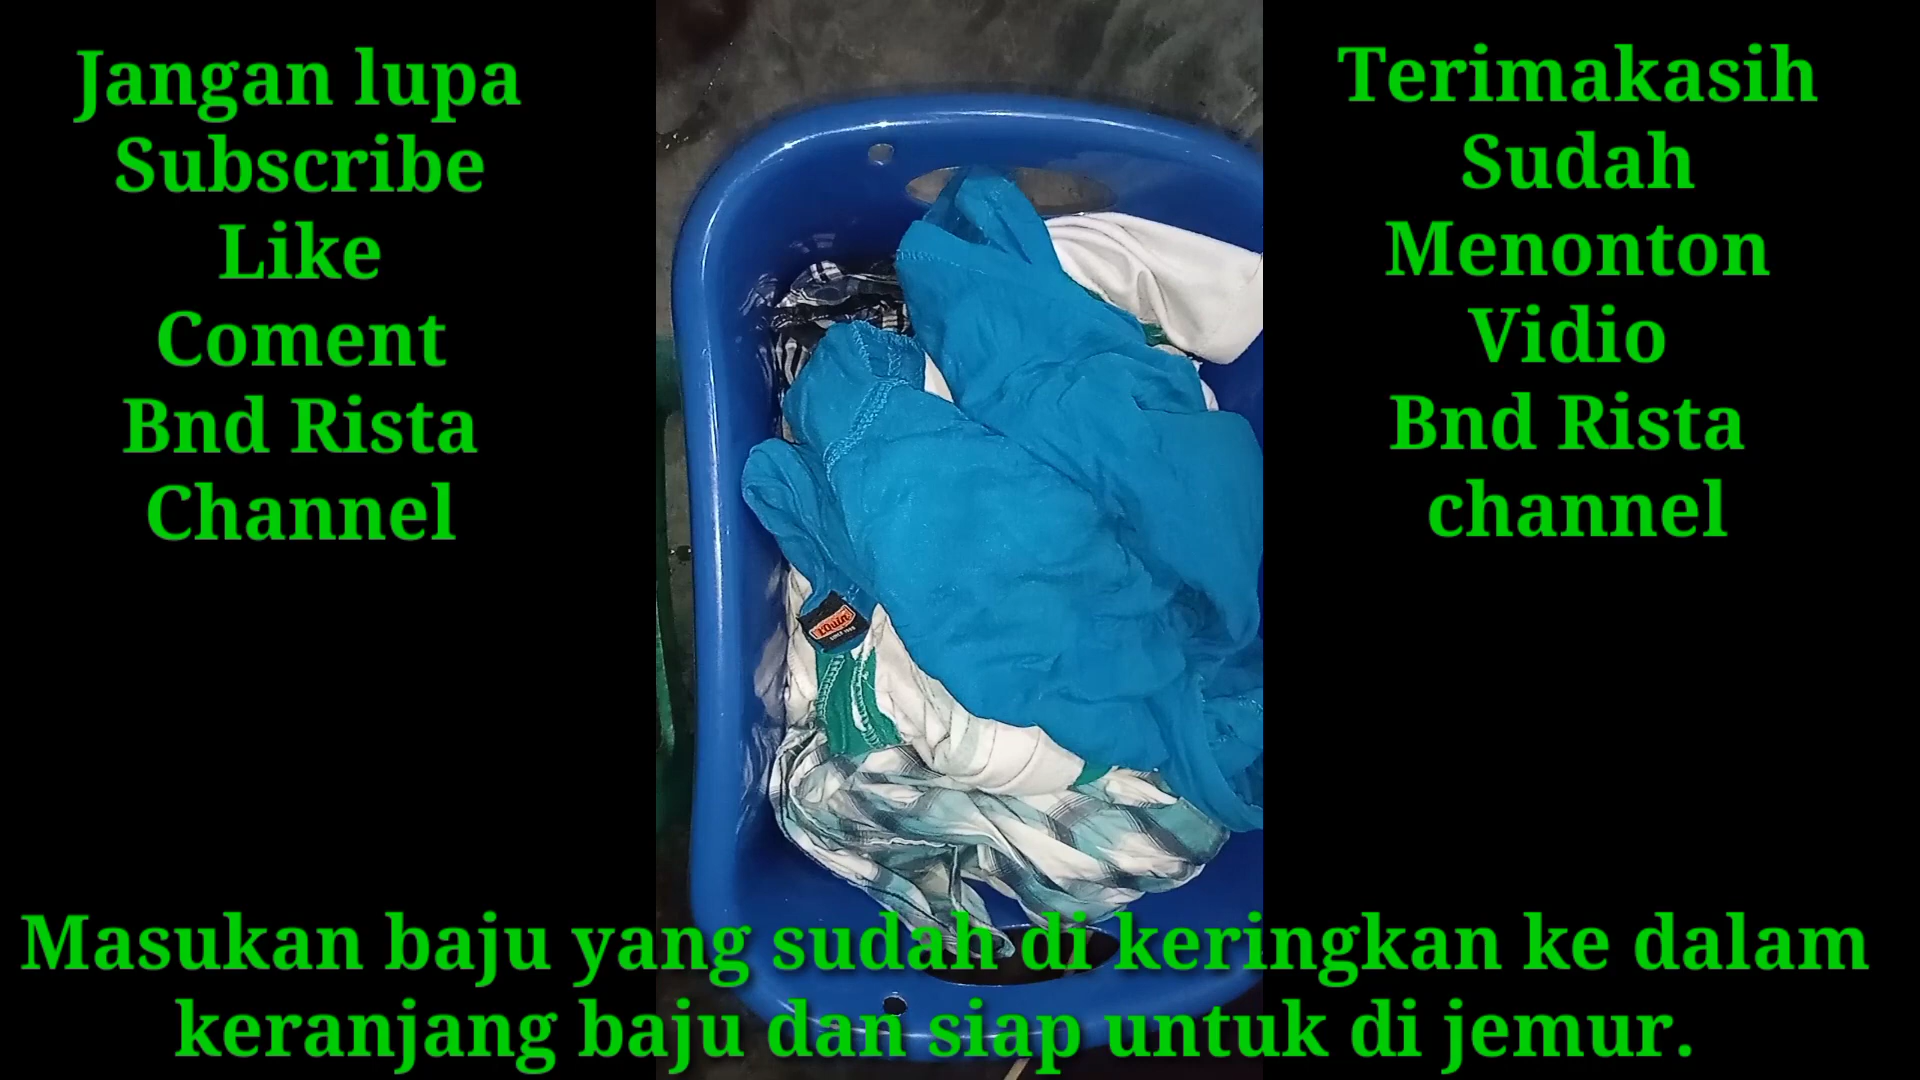 Jangan lupa
Subscribe
Like
Coment
Bnd Rista
Channel
Terimakasih
Sudah
Menonton
Vidio
Bnd Rista
channel
Masukan baju yang sudah di keringkan ke dalam
keranjang baju dan siap untuk di jemur.